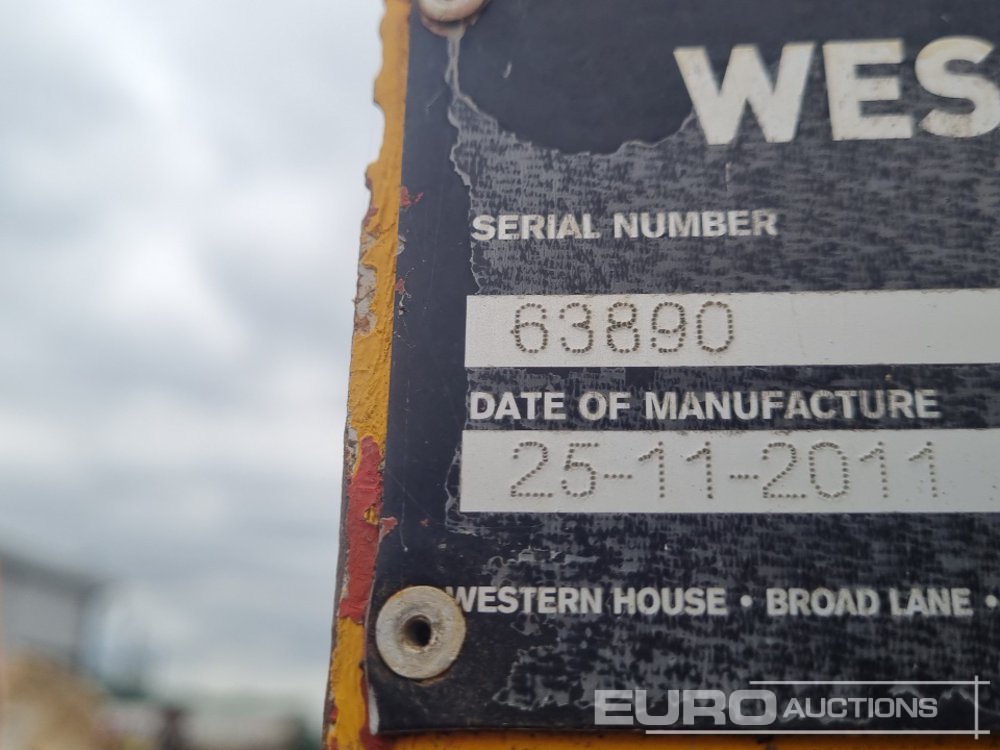 WES
SERIAL NUMBER
63890
DATE OF MANUFACTURE
25-11-2011
WESTERN HOUSE • BROAD LANE •
EURO AUCTIONS